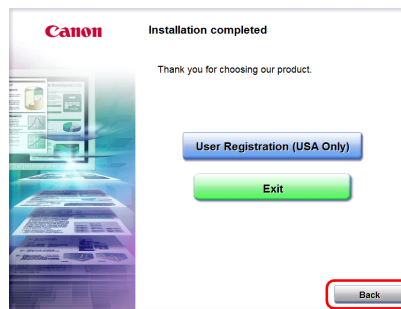 Canon
Installation completed
Thank you for choosing our product.
User Registration (USA Only)
Exit
Back